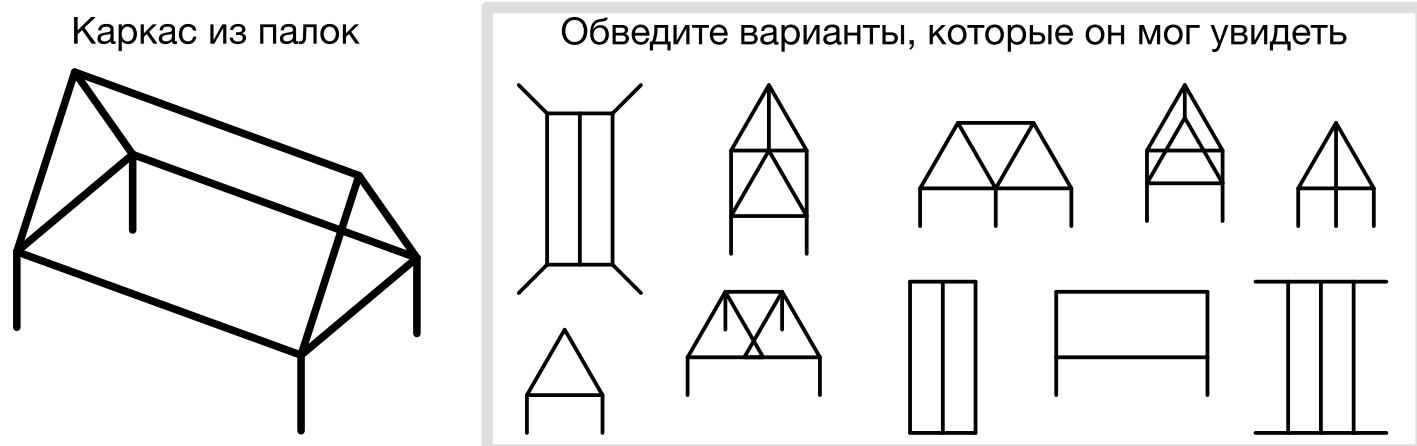 Каркас из палок
Обведите варианты, которые он мог увидеть